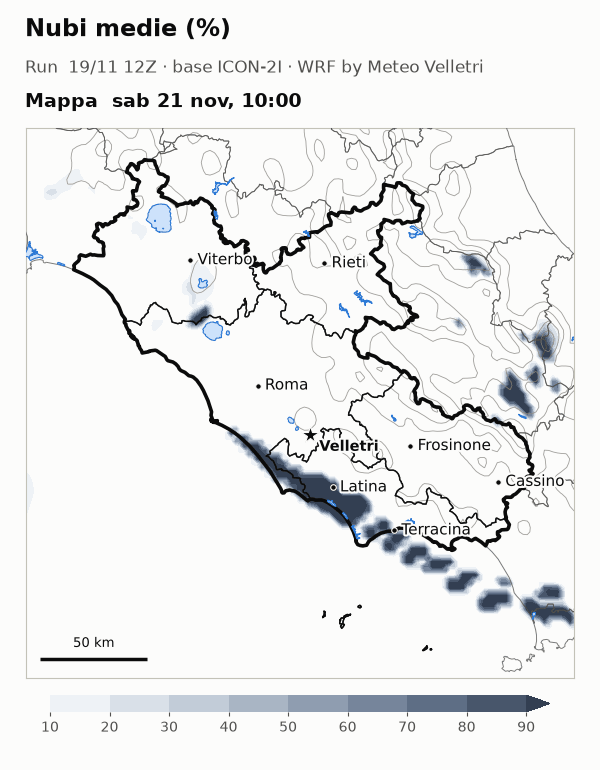 Nubi medie (%)
Run  19/11 12Z · base ICON-2I · WRF by Meteo Velletri
Mappa  sab 21 nov, 10:00
Viterbo
Rieti
Roma
Velletri
Frosinone
Latina
Cassino
Terracina
50 km
10 20 30 40 50 60 70 80 90